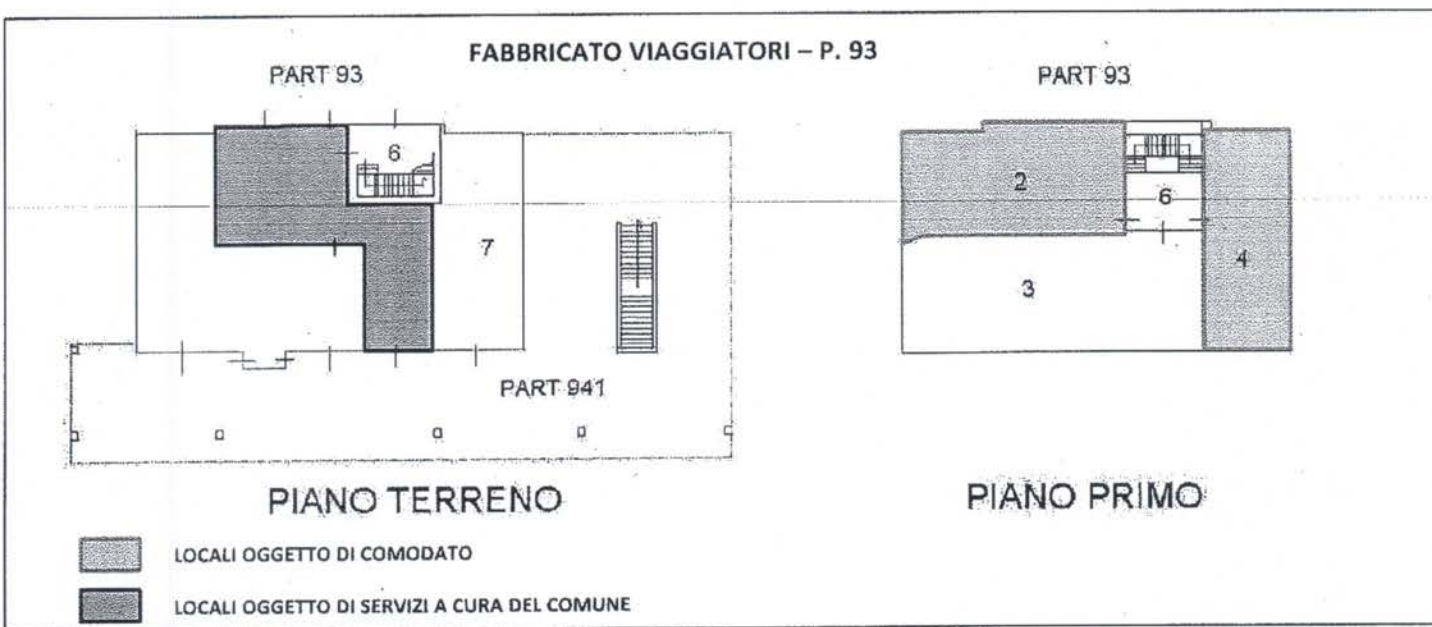 FABBRICATO VIAGGIATORI – P. 93
PART 93
PART 93
6
7
2
6
4
3
PART 941
PIANO TERRENO
PIANO PRIMO
LOCALI OGGETTO DI COMODATO
LOCALI OGGETTO DI SERVIZI A CURA DEL COMUNE